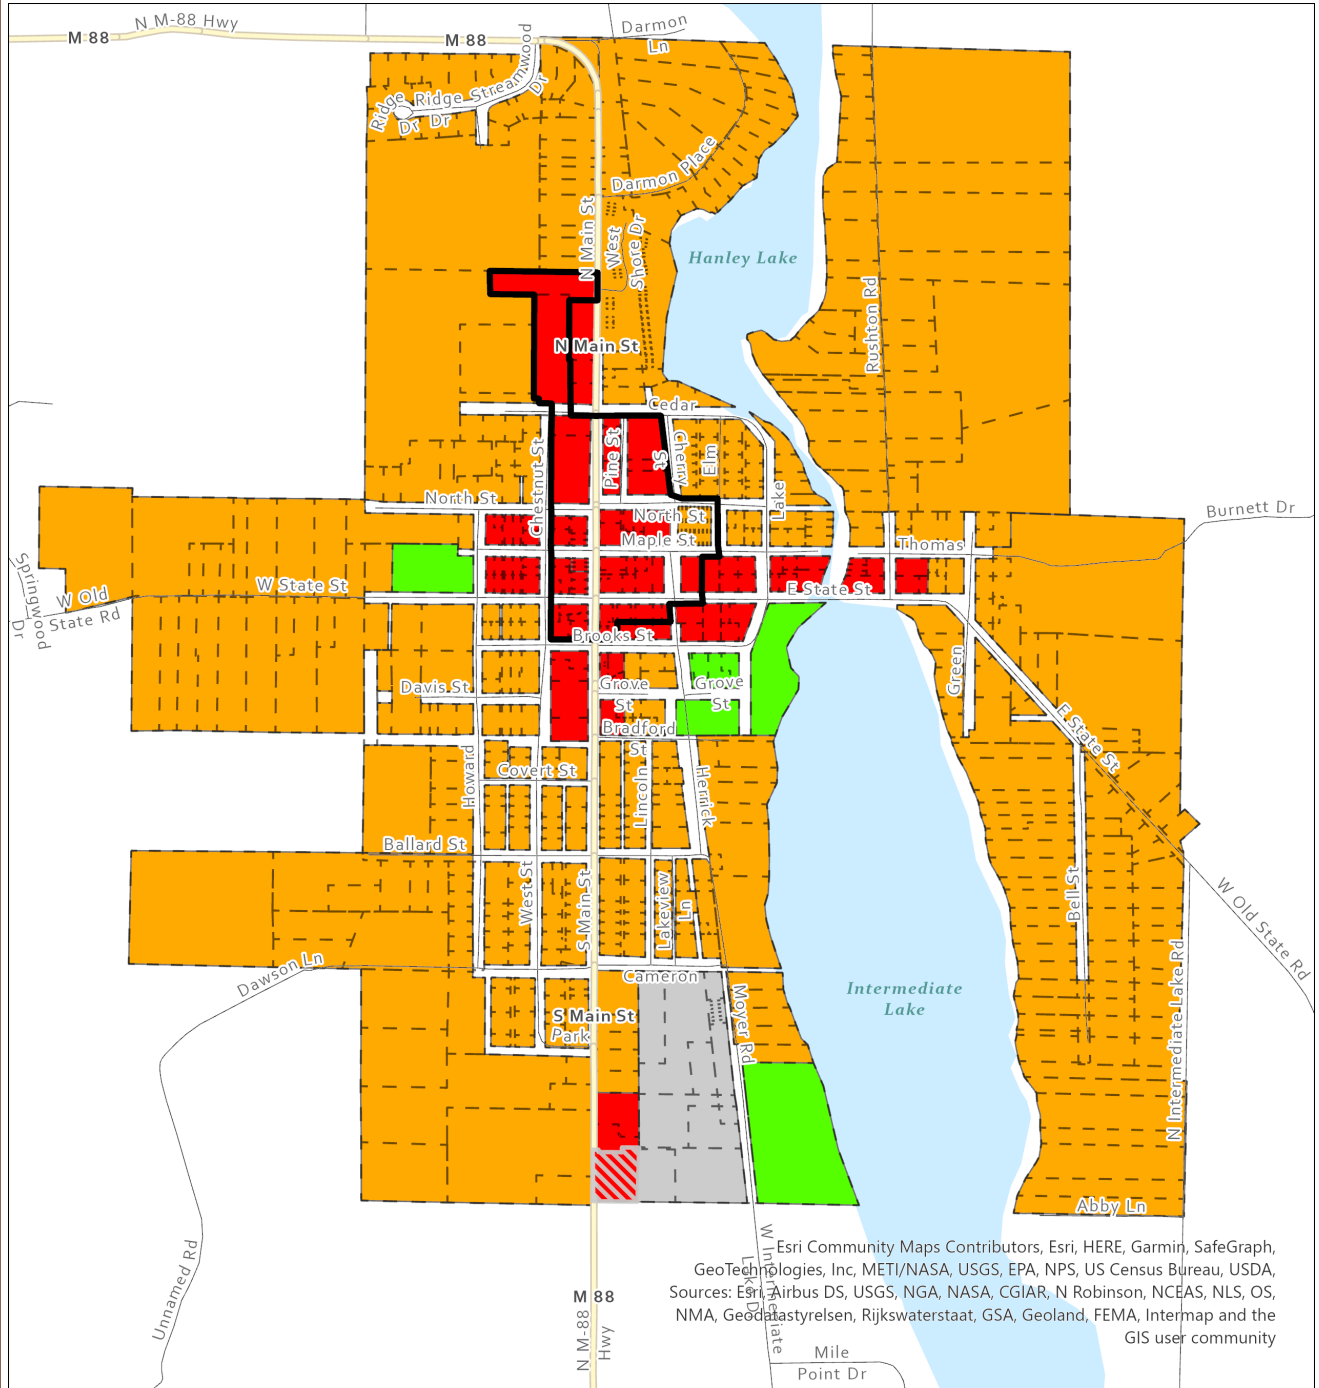 N M-88 Hwy
M 88
M 88
Darmon
Ln
Ridge
Dr
Ridge
Dr
Streamwood
Dr
Darmon Place
N Main St
West
Shore Dr
Hanley Lake
Rushton Rd
N Main St
Cedar
Chestnut St
Pine St
Cherry
St
Elm
Lake
North St
North St
Maple St
Thomas
Burnett Dr
Springwood
Dr
W Old
State Rd
W State St
E State St
Brooks St
Davis St
Grove
St
Grove
St
Green
Bradford
St
E State St
Howard
Covert St
Lincoln
Herrick
Ballard St
West St
S Main St
Lakeview
Ln
Bell St
W Old State Rd
Dawson Ln
Cameron
Intermediate
Lake
N Intermediate Lake Rd
S Main St
Park
Moyer Rd
Abby Ln
Unnamed Rd
W Intermediate
Lake Dr
Esri Community Maps Contributors, Esri, HERE, Garmin, SafeGraph,
GeoTechnologies, Inc, METI/NASA, USGS, EPA, NPS, US Census Bureau, USDA,
Sources: Esri, Airbus DS, USGS, NGA, NASA, CGIAR, N Robinson, NCEAS, NLS, OS,
NMA, Geodatastyrelsen, Rijkswaterstaat, GSA, Geoland, FEMA, Intermap and the
GIS user community
M 88
N M-88
Hwy
Mile
Point Dr